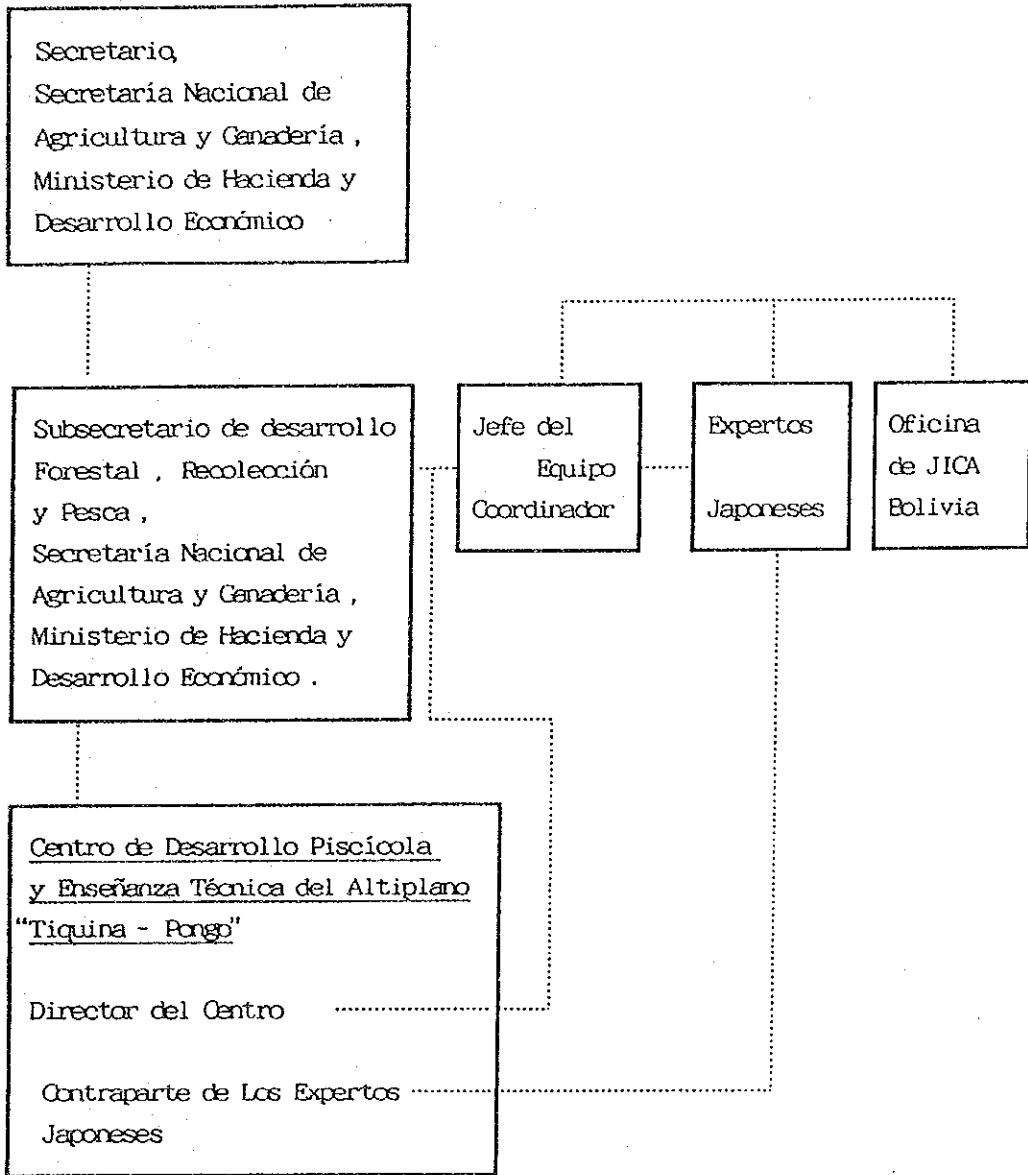 Secretario,
Secretaría Nacional de
Agricultura y Ganadería ,
Ministerio de Hacienda y
Desarrollo Económico
Subsecretario de desarrollo
Forestal , Recolección
y Pesca ,
Secretaría Nacional de
Agricultura y Ganadería ,
Ministerio de Hacienda y
Desarrollo Económico .
Jefe del
Equipo
Coordinador
Expertos
Japoneses
Oficina
de JICA
Bolivia
Centro de Desarrollo Piscícola
y Enseñanza Técnica del Altiplano
“Tiquina - Pongo”
Director del Centro
Contraparte de Los Expertos
Japoneses